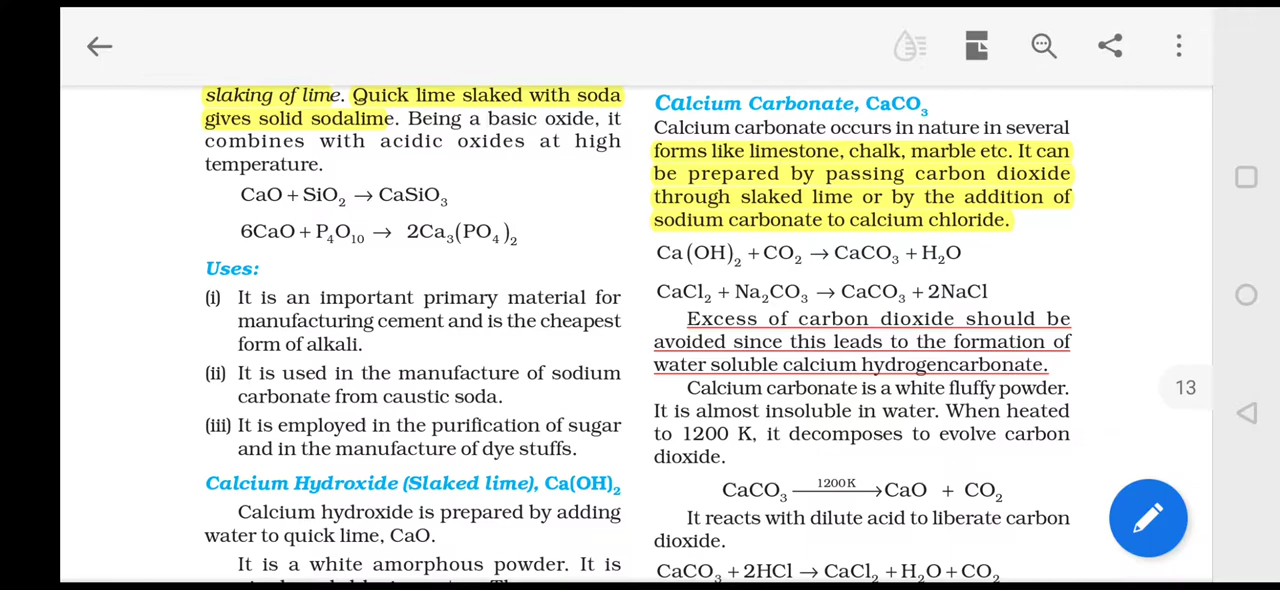 slaking of lime. Quick lime slaked with soda
gives solid sodalime. Being a basic oxide, it
combines with acidic oxides at high
temperature.
CaO + SiO₂ → CaSiO₃
6CaO + P₄O₁₀ → 2Ca₃(PO₄)₂
Uses:
(i) It is an important primary material for
manufacturing cement and is the cheapest
form of alkali.
(ii) It is used in the manufacture of sodium
carbonate from caustic soda.
(iii) It is employed in the purification of sugar
and in the manufacture of dye stuffs.
Calcium Hydroxide (Slaked lime), Ca(OH)₂
Calcium hydroxide is prepared by adding
water to quick lime, CaO.
It is a white amorphous powder. It is
Calcium Carbonate, CaCO₃
Calcium carbonate occurs in nature in several
forms like limestone, chalk, marble etc. It can
be prepared by passing carbon dioxide
through slaked lime or by the addition of
sodium carbonate to calcium chloride.
Ca(OH)₂ + CO₂ → CaCO₃ + H₂O
CaCl₂ + Na₂CO₃ → CaCO₃ + 2NaCl
Excess of carbon dioxide should be
avoided since this leads to the formation of
water soluble calcium hydrogencarbonate.
Calcium carbonate is a white fluffy powder.
It is almost insoluble in water. When heated
to 1200 K, it decomposes to evolve carbon
dioxide.
CaCO₃ —1200 K→ CaO + CO₂
It reacts with dilute acid to liberate carbon
dioxide.
CaCO₃ + 2HCl → CaCl₂ + H₂O + CO₂
13